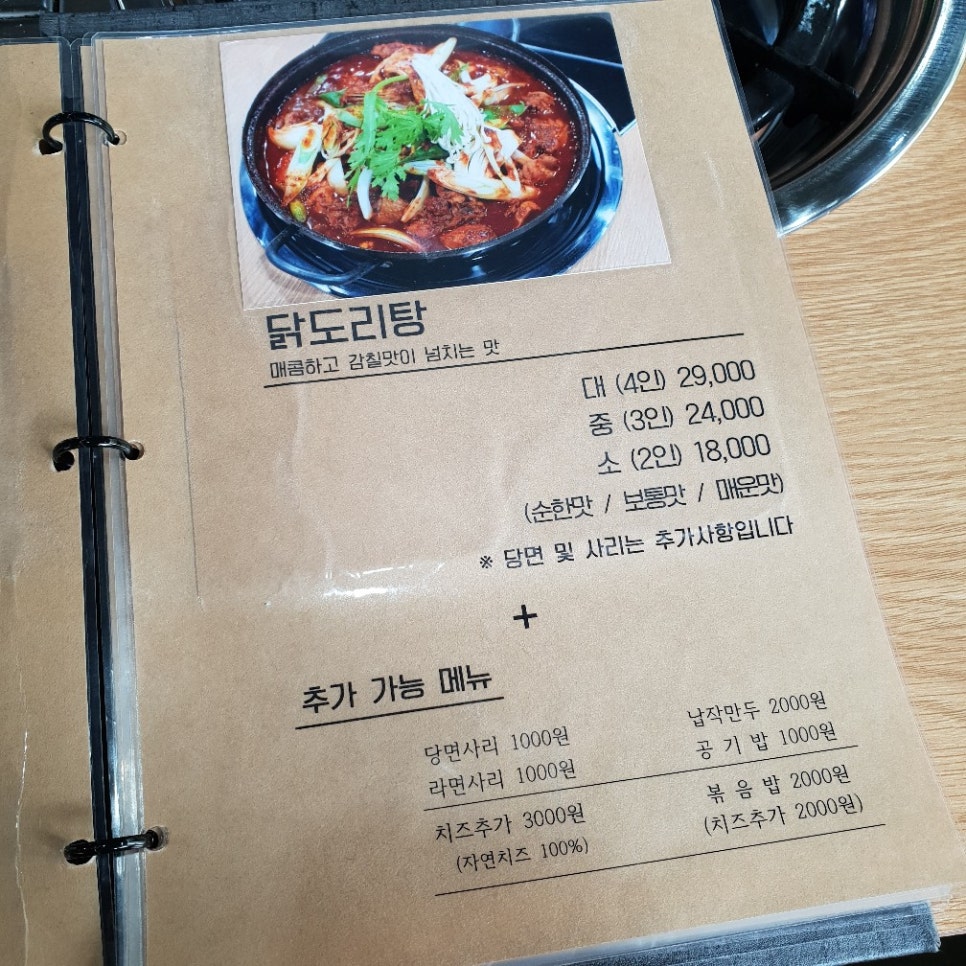 닭도리탕
매콤하고 감칠맛이 넘치는 맛
대 (4인) 29,000
중 (3인) 24,000
소 (2인) 18,000
(순한맛 / 보통맛 / 매운맛)
※ 당면 및 사리는 추가사항입니다
+
추가 가능 메뉴
당면사리 1000원
라면사리 1000원
치즈추가 3000원
(자연치즈 100%)
납작만두 2000원
공 기 밥 1000원
볶 음 밥 2000원
(치즈추가 2000원)